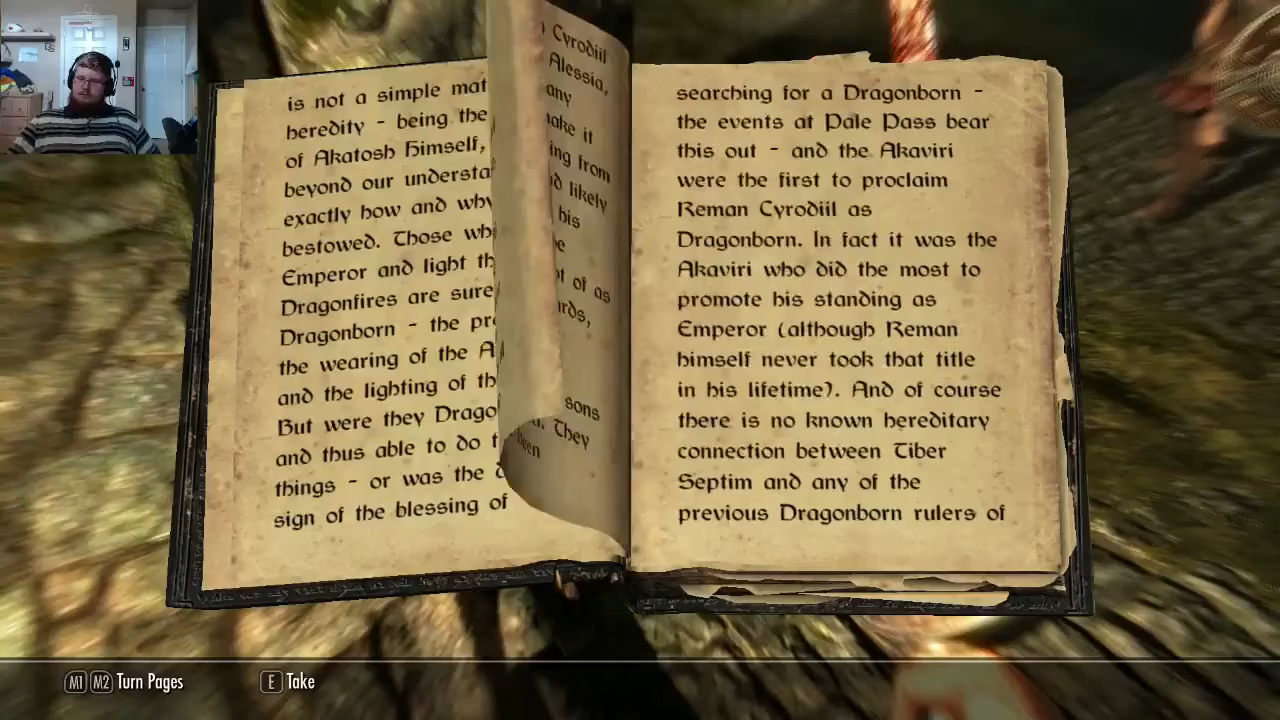 is not a simple mat
heredity - being the
of Akatosh Himself,
beyond our understa
exactly how and why
bestowed. Those wh
Emperor and light th
Dragonfires are sure
Dragonborn - the pr
the wearing of the A
and the lighting of th
But were they Drago
and thus able to do t
things - or was the
sign of the blessing of
Cyrodiil
Alessia,
any
make it
ing from
likely
his
t of as
ards,
sons
They
been
searching for a Dragonborn -
the events at Pale Pass bear
this out - and the Akaviri
were the first to proclaim
Reman Cyrodiil as
Dragonborn. In fact it was the
Akaviri who did the most to
promote his standing as
Emperor (although Reman
himself never took that title
in his lifetime). And of course
there is no known hereditary
connection between Tiber
Septim and any of the
previous Dragonborn rulers of
M1 M2 Turn Pages
E Take